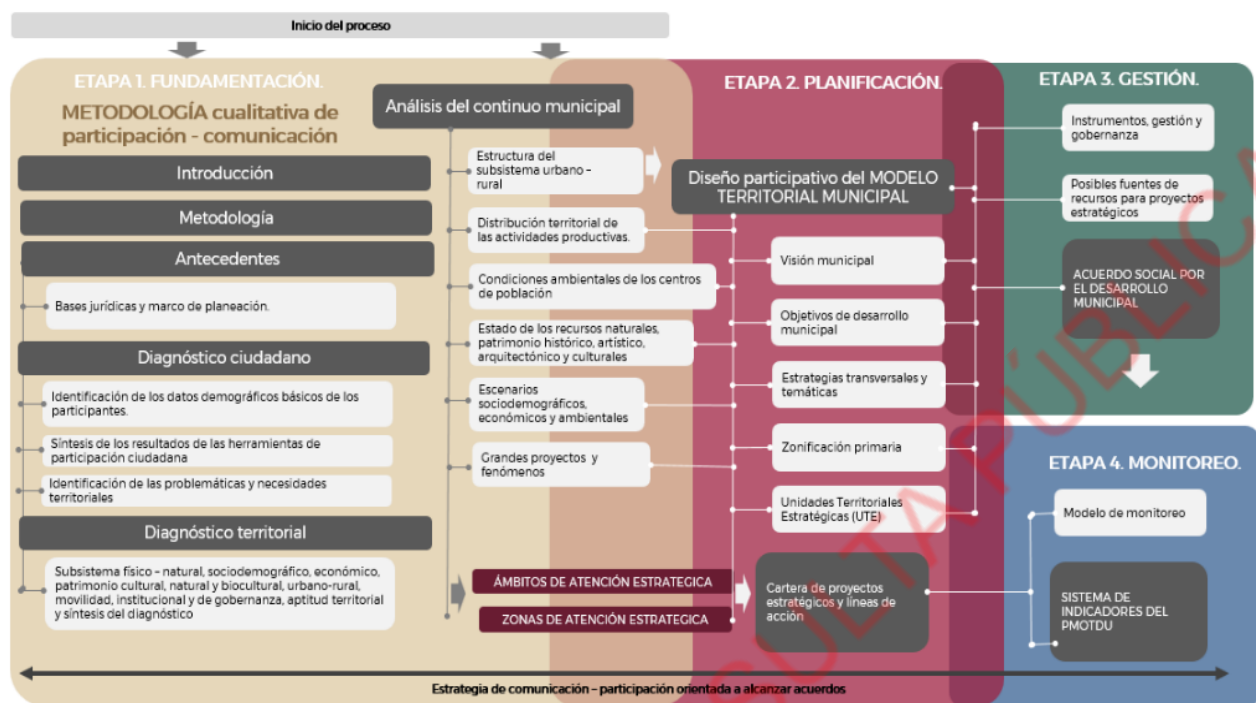 Inicio del proceso
ETAPA 1. FUNDAMENTACIÓN.
METODOLOGÍA cualitativa de
participación - comunicación
Introducción
Metodología
Antecedentes
Bases jurídicas y marco de planeación.
Diagnóstico ciudadano
Identificación de los datos demográficos básicos de los
participantes.
Síntesis de los resultados de las herramientas de
participación ciudadana
Identificación de las problemáticas y necesidades
territoriales
Diagnóstico territorial
Subsistema físico – natural, sociodemográfico, económico,
patrimonio cultural, natural y biocultural, urbano-rural,
movilidad, institucional y de gobernanza, aptitud territorial
y síntesis del diagnóstico
Análisis del continuo municipal
Estructura del
subsistema urbano –
rural
Distribución territorial de
las actividades productivas.
Condiciones ambientales de los centros
de población
Estado de los recursos naturales,
patrimonio histórico, artístico,
arquitectónico y culturales
Escenarios
sociodemográficos,
económicos y ambientales
Grandes proyectos y
fenómenos
ÁMBITOS DE ATENCIÓN ESTRATEGICA
ZONAS DE ATENCIÓN ESTRATEGICA
ETAPA 2. PLANIFICACIÓN.
Diseño participativo del MODELO
TERRITORIAL MUNICIPAL
Visión municipal
Objetivos de desarrollo
municipal
Estrategias transversales y
temáticas
Zonificación primaria
Unidades Territoriales
Estratégicas (UTE)
Cartera de proyectos
estratégicos y líneas de
acción
ETAPA 3. GESTIÓN.
Instrumentos, gestión y
gobernanza
Posibles fuentes de
recursos para proyectos
estratégicos
ACUERDO SOCIAL POR
EL DESARROLLO
MUNICIPAL
ETAPA 4. MONITOREO.
Modelo de monitoreo
SISTEMA DE
INDICADORES DEL
PMOTDU
Estrategia de comunicación – participación orientada a alcanzar acuerdos
SULTA PÚBLICA